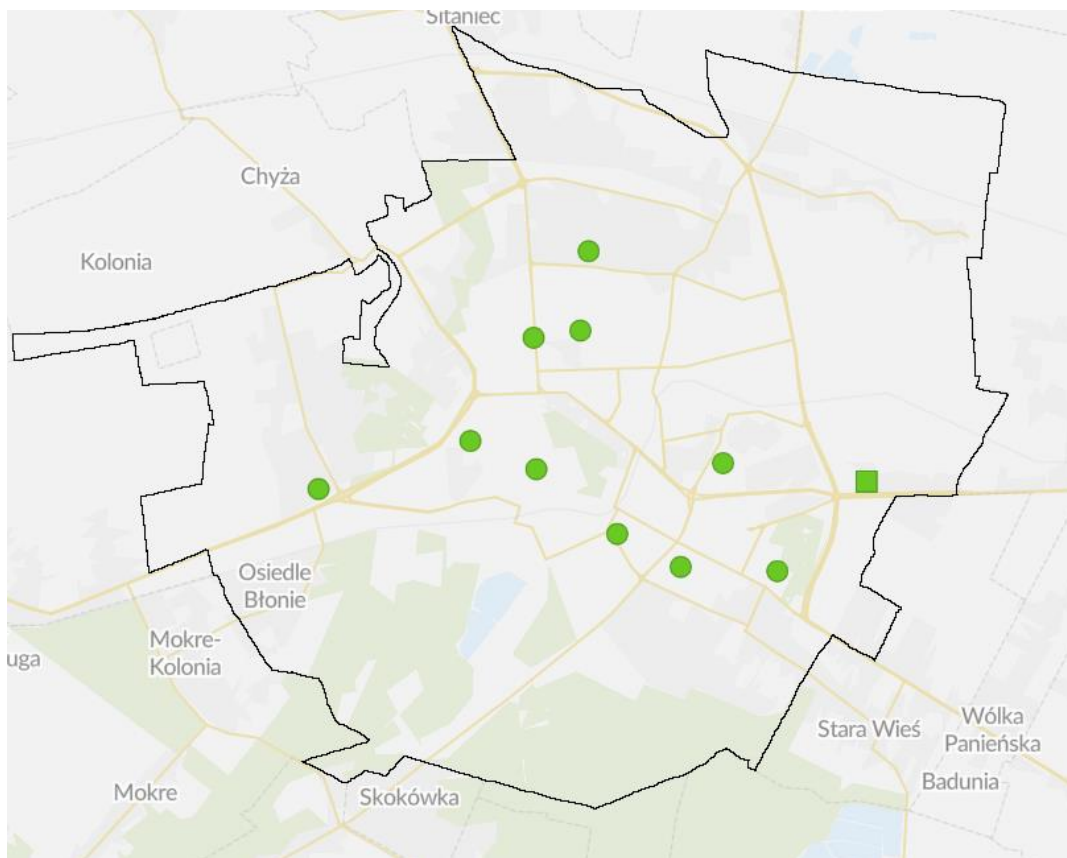 Sitaniec
Chyża
Kolonia
Osiedle
Błonie
Mokre-
Kolonia
uga
Stara Wieś
Wólka
Panieńska
Badunia
Mokre
Skokówka